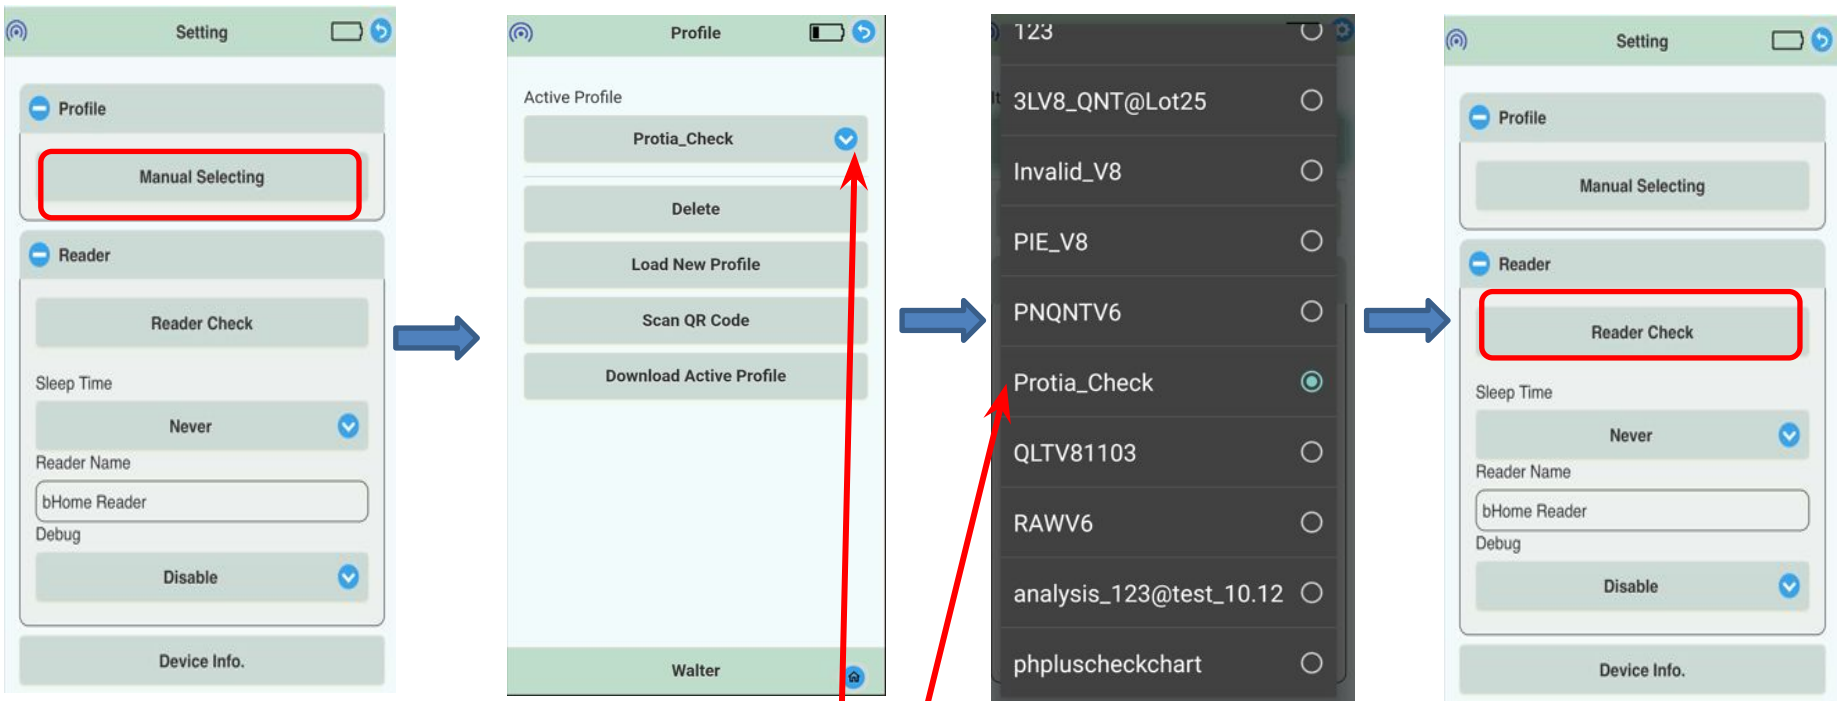 Setting
Profile
Manual Selecting
Reader
Reader Check
Sleep Time
Never
Reader Name
bHome Reader
Debug
Disable
Device Info.
Profile
Active Profile
Protia_Check
Delete
Load New Profile
Scan QR Code
Download Active Profile
Walter
123
3LV8_QNT@Lot25
Invalid_V8
PIE_V8
PNQNTV6
Protia_Check
QLTV81103
RAWV6
analysis_123@test_10.12
phpluscheckchart
Setting
Profile
Manual Selecting
Reader
Reader Check
Sleep Time
Never
Reader Name
bHome Reader
Debug
Disable
Device Info.